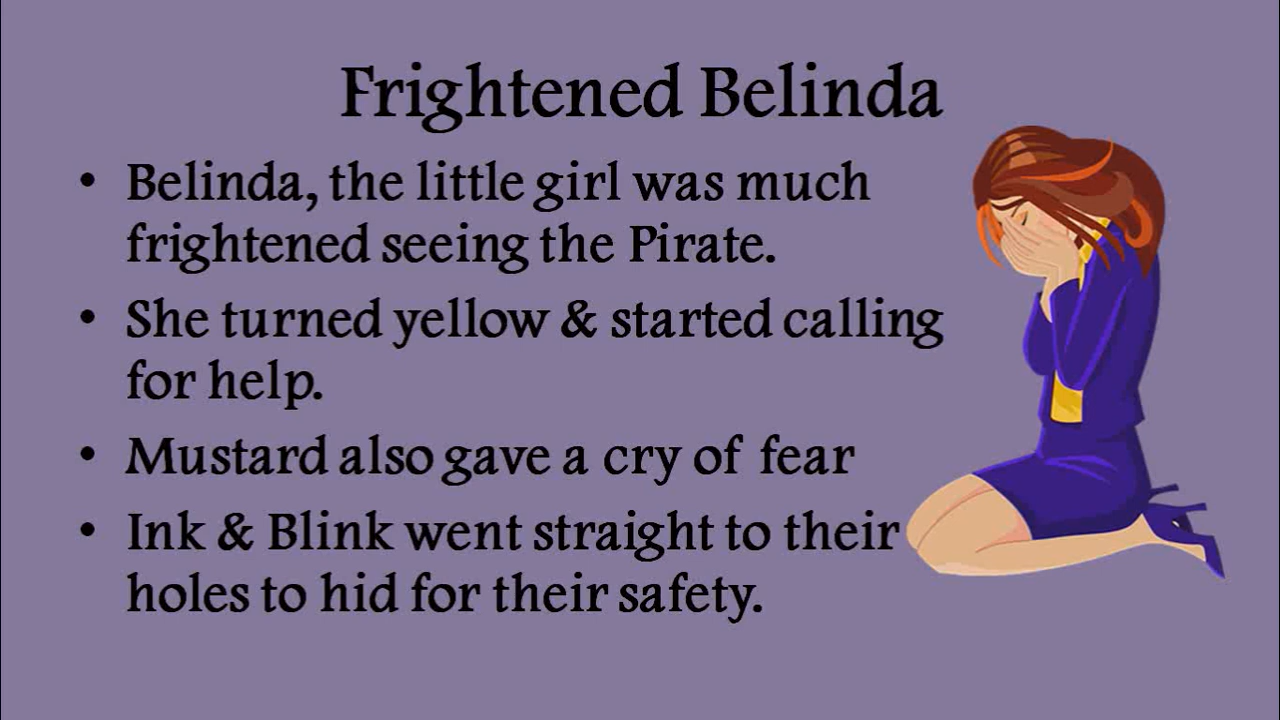 Frightened Belinda
• Belinda, the little girl was much
frightened seeing the Pirate.
• She turned yellow & started calling
for help.
• Mustard also gave a cry of fear
• Ink & Blink went straight to their
holes to hid for their safety.